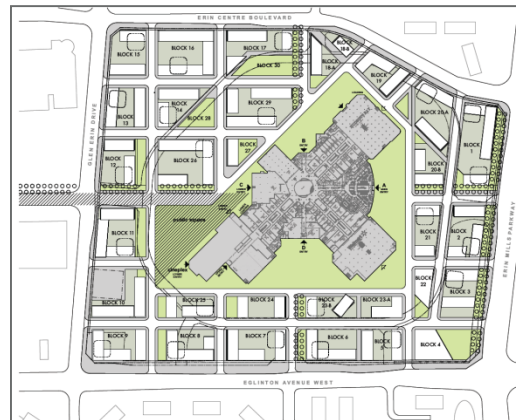 ERIN CENTRE BOULEVARD
BLOCK 15
BLOCK 16
BLOCK 17
BLOCK 18-B
BLOCK 18-A
BLOCK 30
BLOCK 19
BLOCK 14
BLOCK 29
BLOCK 13
BLOCK 28
BLOCK 20-A
BLOCK 1
GLEN ERIN DRIVE
BLOCK 12
BLOCK 26
BLOCK 27
B
BLOCK 20-B
C
A
ERIN MILLS PARKWAY
BLOCK 11
public square
BLOCK 21
BLOCK 2
D
cineplex
BLOCK 22
BLOCK 10
BLOCK 25
BLOCK 24
BLOCK 23-B
BLOCK 23-A
BLOCK 3
BLOCK 9
BLOCK 8
BLOCK 7
BLOCK 6
BLOCK 5
BLOCK 4
EGLINTON AVENUE WEST